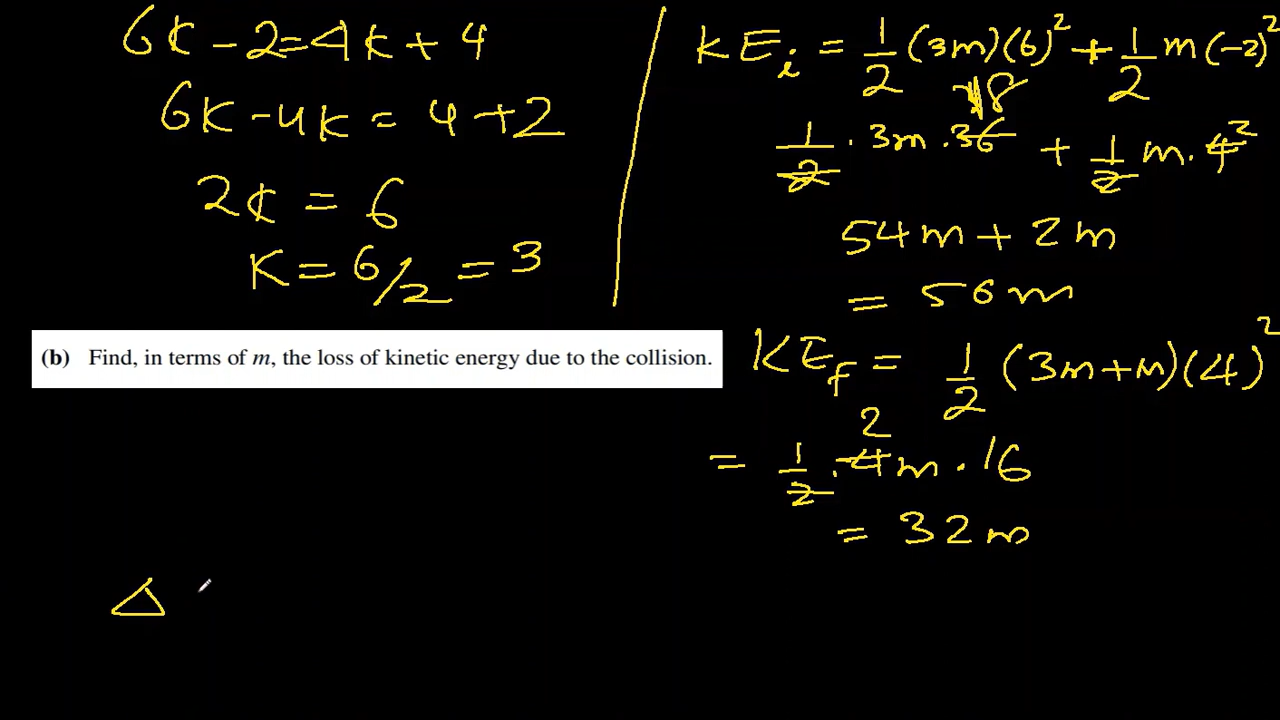 6K - 2 = 4K + 4
6K - 4K = 4 + 2
2K = 6
K = 6/2 = 3
(b) Find, in terms of m, the loss of kinetic energy due to the collision.
Δ
KEi = 1/2 (3m)(6)² + 1/2 m(-2)²
18
1/2 · 3m · 36 + 1/2 m · 4²
54m + 2m
= 56m
KEf = 1/2 (3m+m)(4)²
2
= 1/2 · 4m · 16
= 32m